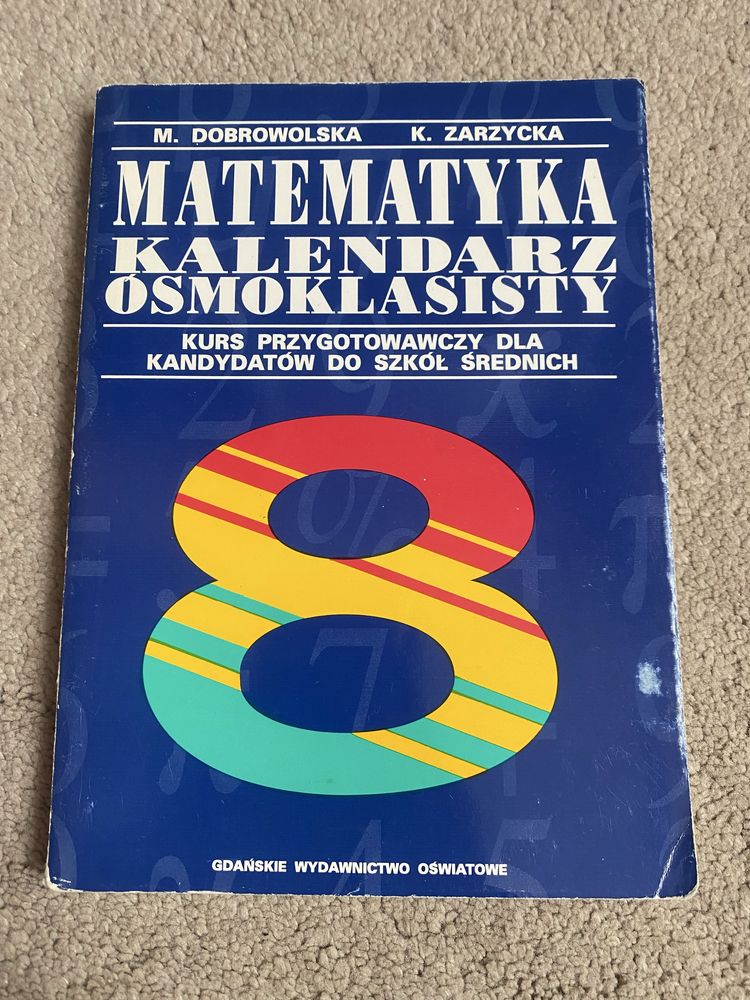 M. DOBROWOLSKA K. ZARZYCKA
MATEMATYKA
KALENDARZ
ÓSMOKLASISTY
KURS PRZYGOTOWAWCZY DLA
KANDYDATÓW DO SZKÓŁ ŚREDNICH
8
GDAŃSKIE WYDAWNICTWO OŚWIATOWE